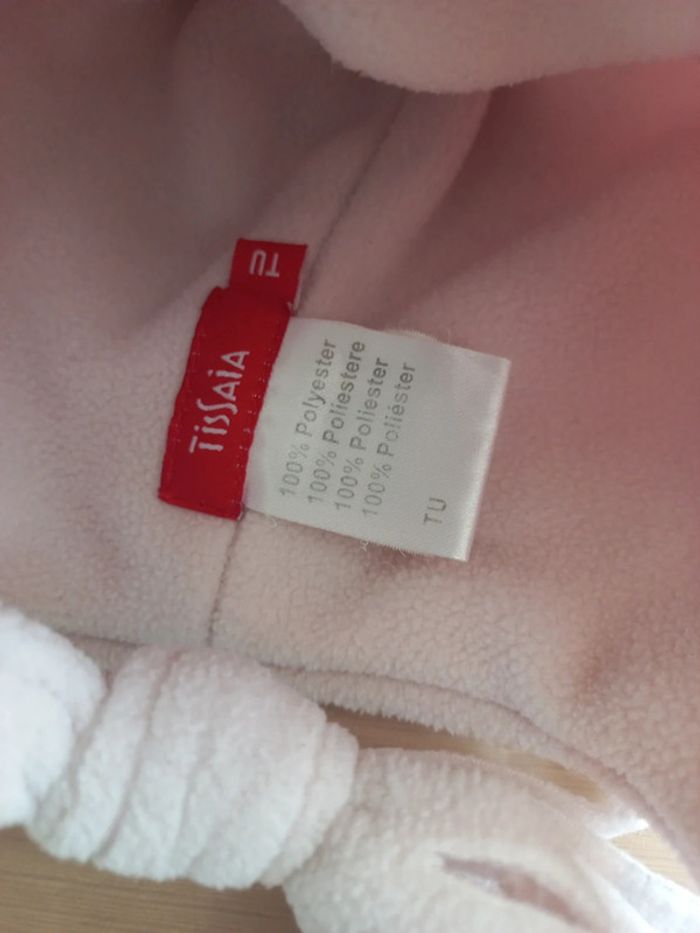 TU
TISSAIA
100% Polyester
100% Poliestere
100% Poliester
100% Poliéster
TU